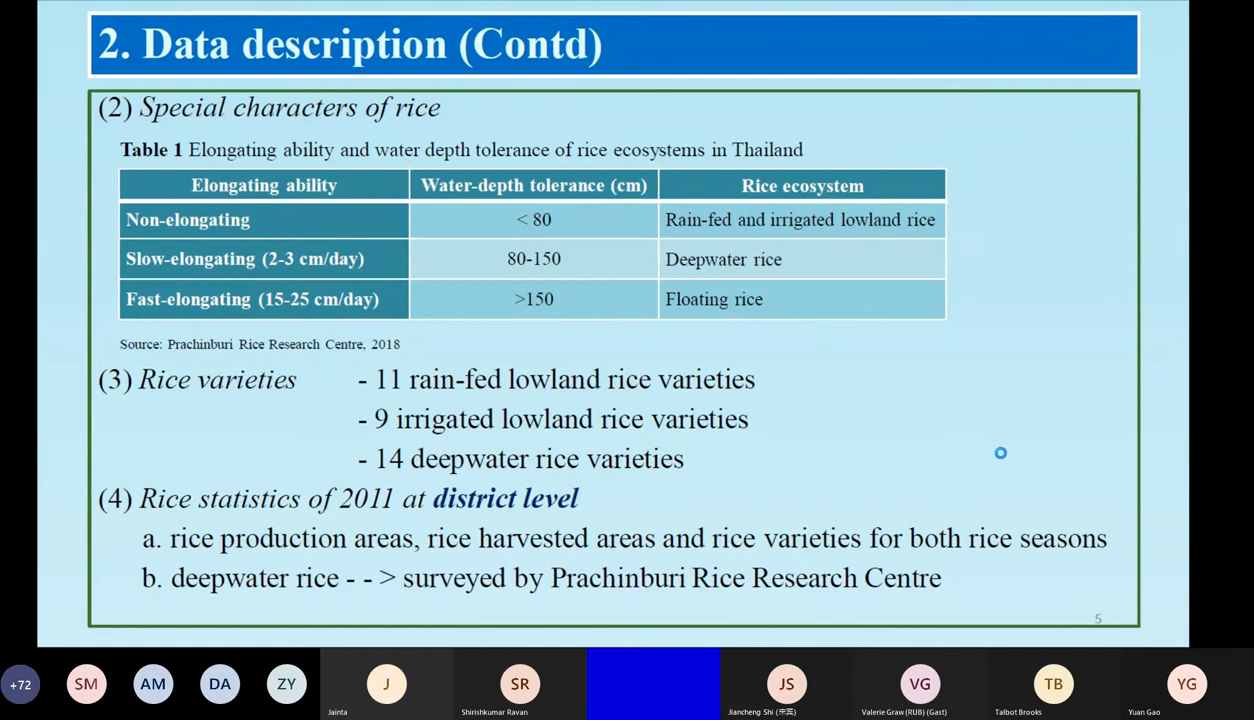 2. Data description (Contd)
(2) Special characters of rice
Table 1 Elongating ability and water depth tolerance of rice ecosystems in Thailand
Elongating ability Water-depth tolerance (cm) Rice ecosystem
Non-elongating < 80 Rain-fed and irrigated lowland rice
Slow-elongating (2-3 cm/day) 80-150 Deepwater rice
Fast-elongating (15-25 cm/day) >150 Floating rice
Source: Prachinburi Rice Research Centre, 2018
(3) Rice varieties - 11 rain-fed lowland rice varieties
- 9 irrigated lowland rice varieties
- 14 deepwater rice varieties
(4) Rice statistics of 2011 at district level
a. rice production areas, rice harvested areas and rice varieties for both rice seasons
b. deepwater rice - - > surveyed by Prachinburi Rice Research Centre
5
+72 SM AM DA ZY J SR JS VG TB YG
Jainta Shirishkumar Ravan Jiancheng Shi (宋宾) Valerie Graw (RUB) (Gast) Talbot Brooks Yuan Gao